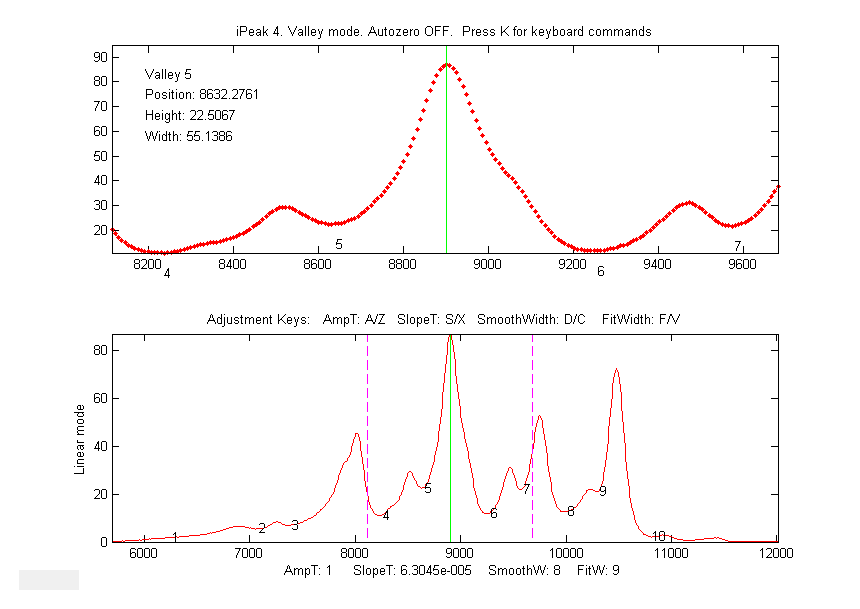 iPeak 4. Valley mode. Autozero OFF.  Press K for keyboard commands
90
80
70
60
50
40
30
20
Valley 5
Position: 8632.2761
Height: 22.5067
Width: 55.1386
5
7
8200 8400 8600 8800 9000 9200 9400 9600
4
6
Adjustment Keys:   AmpT: A/Z   SlopeT: S/X   SmoothWidth: D/C    FitWidth: F/V
Linear mode
80
60
40
20
0
1 2 3 4 5 6 7 8 9 10
6000 7000 8000 9000 10000 11000 12000
AmpT: 1     SlopeT: 6.3045e-005    SmoothW: 8    FitW: 9